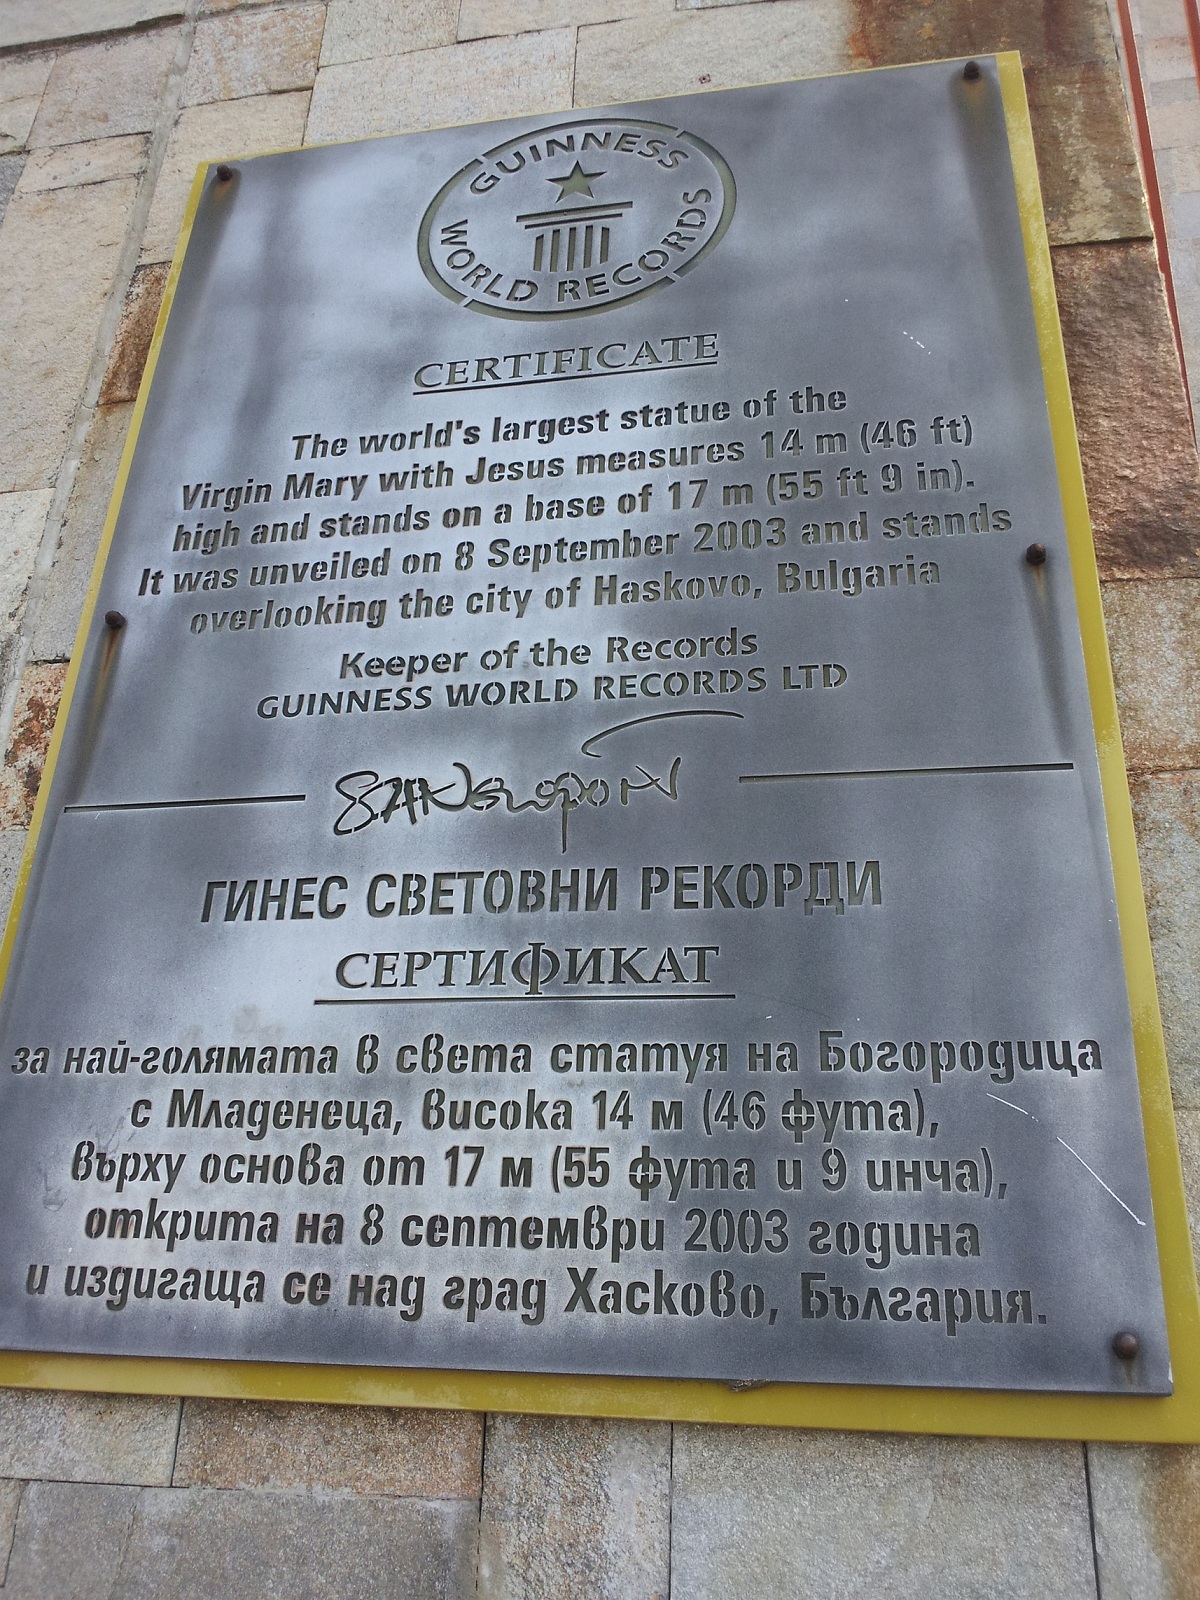 GUINNESS
WORLD RECORDS
CERTIFICATE
The world's largest statue of the
Virgin Mary with Jesus measures 14 m (46 ft)
high and stands on a base of 17 m (55 ft 9 in).
It was unveiled on 8 September 2003 and stands
overlooking the city of Haskovo, Bulgaria
Keeper of the Records
GUINNESS WORLD RECORDS LTD
ГИНЕС СВЕТОВНИ РЕКОРДИ
СЕРТИФИКАТ
за най-голямата в света статуя на Богородица
с Младенеца, висока 14 м (46 фута),
върху основа от 17 м (55 фута и 9 инча),
открита на 8 септември 2003 година
и издигаща се над град Хасково, България.